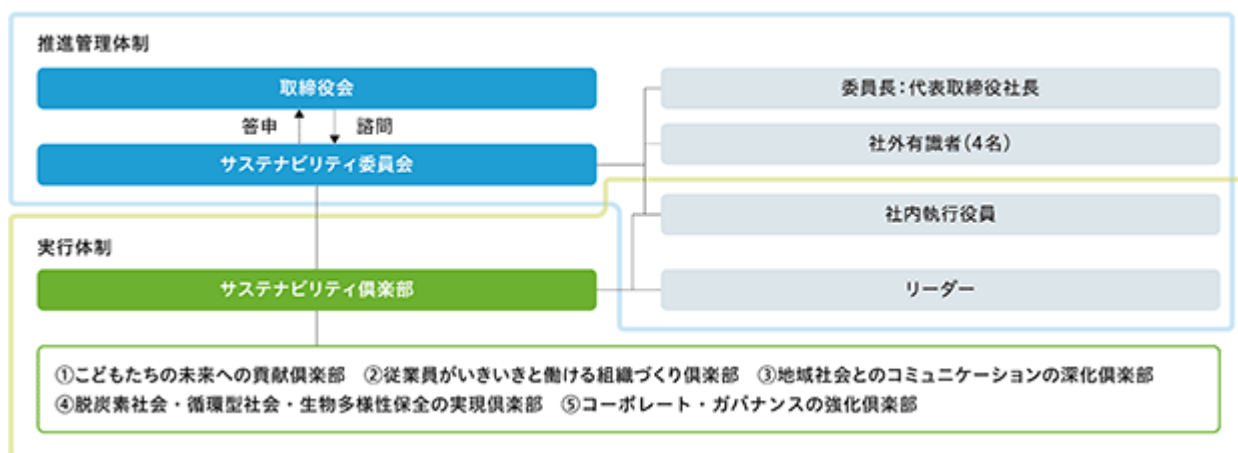 推進管理体制
取締役会
答申 諮問
サステナビリティ委員会
委員長：代表取締役社長
社外有識者（4名）
社内執行役員
実行体制
サステナビリティ倶楽部
リーダー
①こどもたちの未来への貢献倶楽部 ②従業員がいきいきと働ける組織づくり倶楽部 ③地域社会とのコミュニケーションの深化倶楽部
④脱炭素社会・循環型社会・生物多様性保全の実現倶楽部 ⑤コーポレート・ガバナンスの強化倶楽部